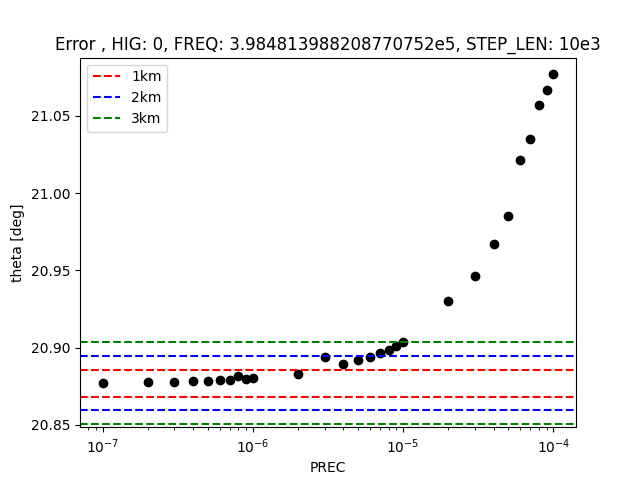 Error , HIG: 0, FREQ: 3.984813988208770752e5, STEP_LEN: 10e3
1km
2km
3km
theta [deg]
21.05
21.00
20.95
20.90
20.85
10⁻⁷
10⁻⁶
10⁻⁵
10⁻⁴
PREC